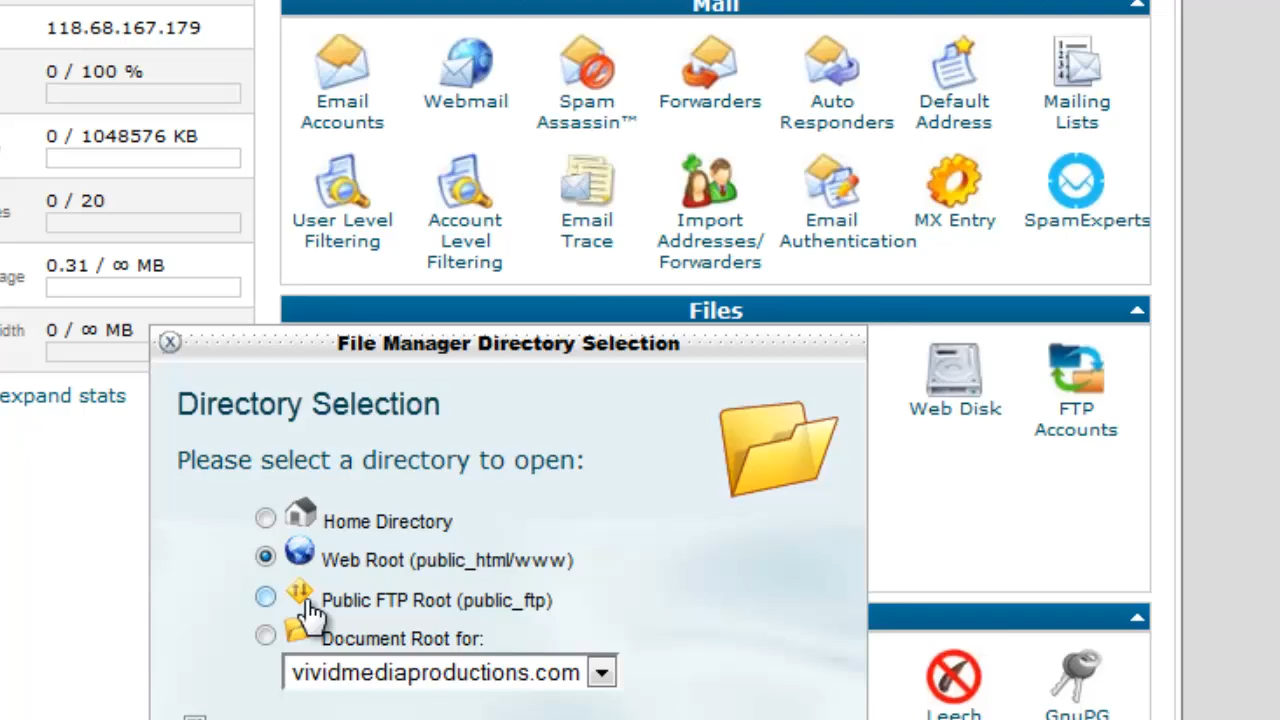 Mail
118.68.167.179
0 / 100 %
0 / 1048576 KB
0 / 20
es
0.31 / ∞ MB
age
0 / ∞ MB
idth
expand stats
Email Accounts
Webmail
Spam Assassin™
Forwarders
Auto Responders
Default Address
Mailing Lists
User Level Filtering
Account Level Filtering
Email Trace
Import Addresses/ Forwarders
Email Authentication
MX Entry
SpamExperts
Files
Web Disk
FTP Accounts
File Manager Directory Selection
Directory Selection
Please select a directory to open:
Home Directory
Web Root (public_html/www)
Public FTP Root (public_ftp)
Document Root for:
vividmediaproductions.com
Leech
GnuPG